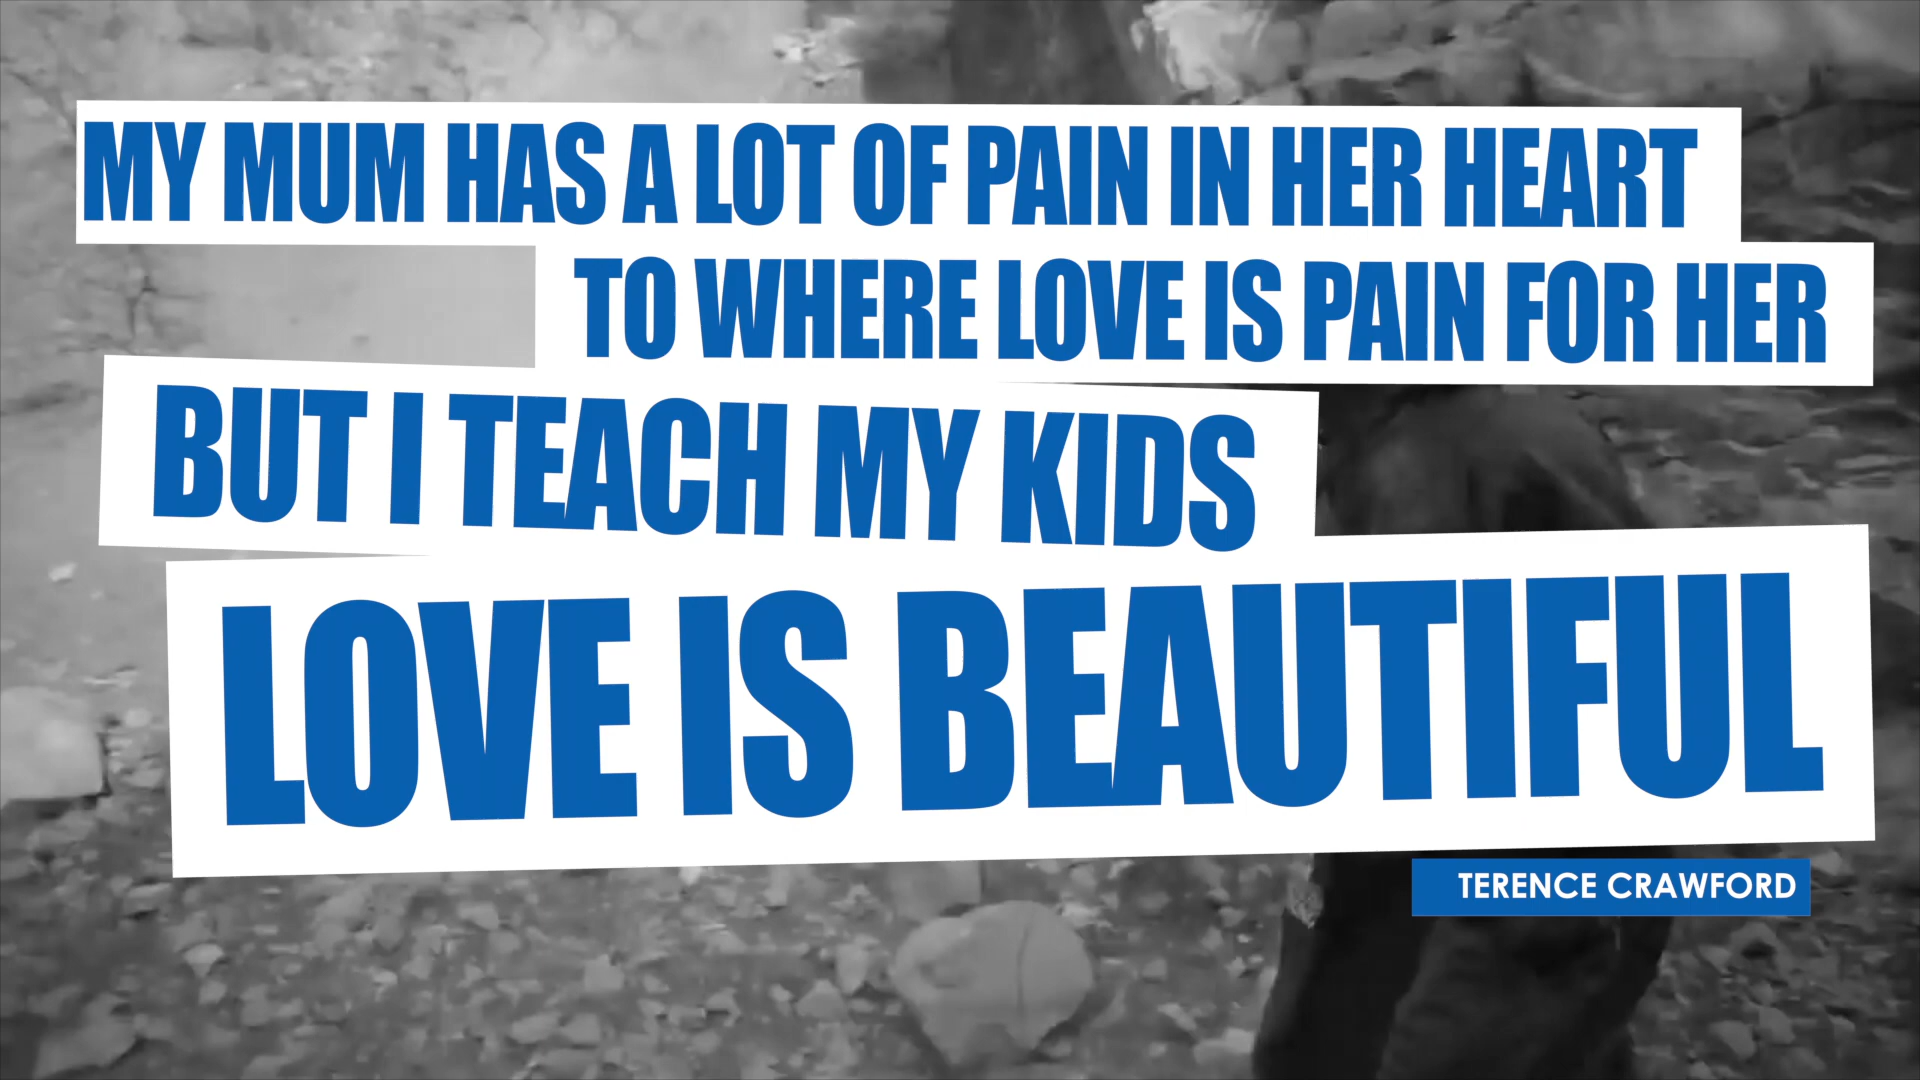 MY MUM HAS A LOT OF PAIN IN HER HEART
TO WHERE LOVE IS PAIN FOR HER
BUT I TEACH MY KIDS
LOVE IS BEAUTIFUL
TERENCE CRAWFORD